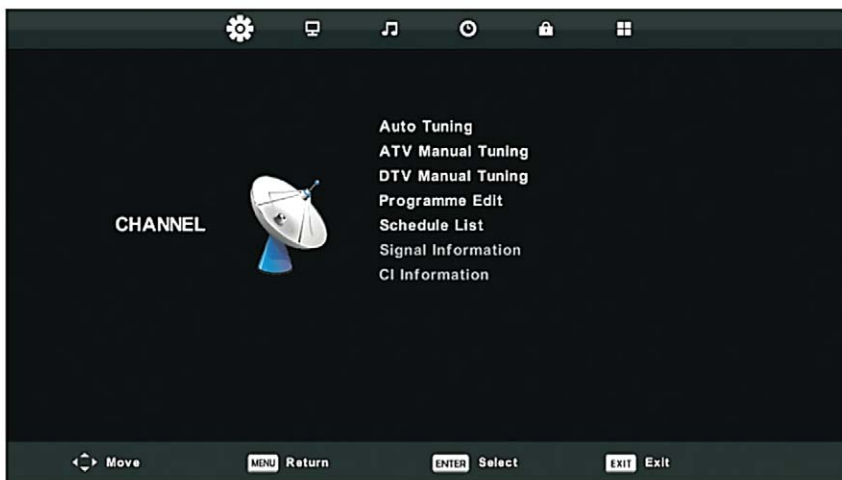 CHANNEL
Auto Tuning
ATV Manual Tuning
DTV Manual Tuning
Programme Edit
Schedule List
Signal Information
CI Information
Move MENU Return ENTER Select EXIT Exit